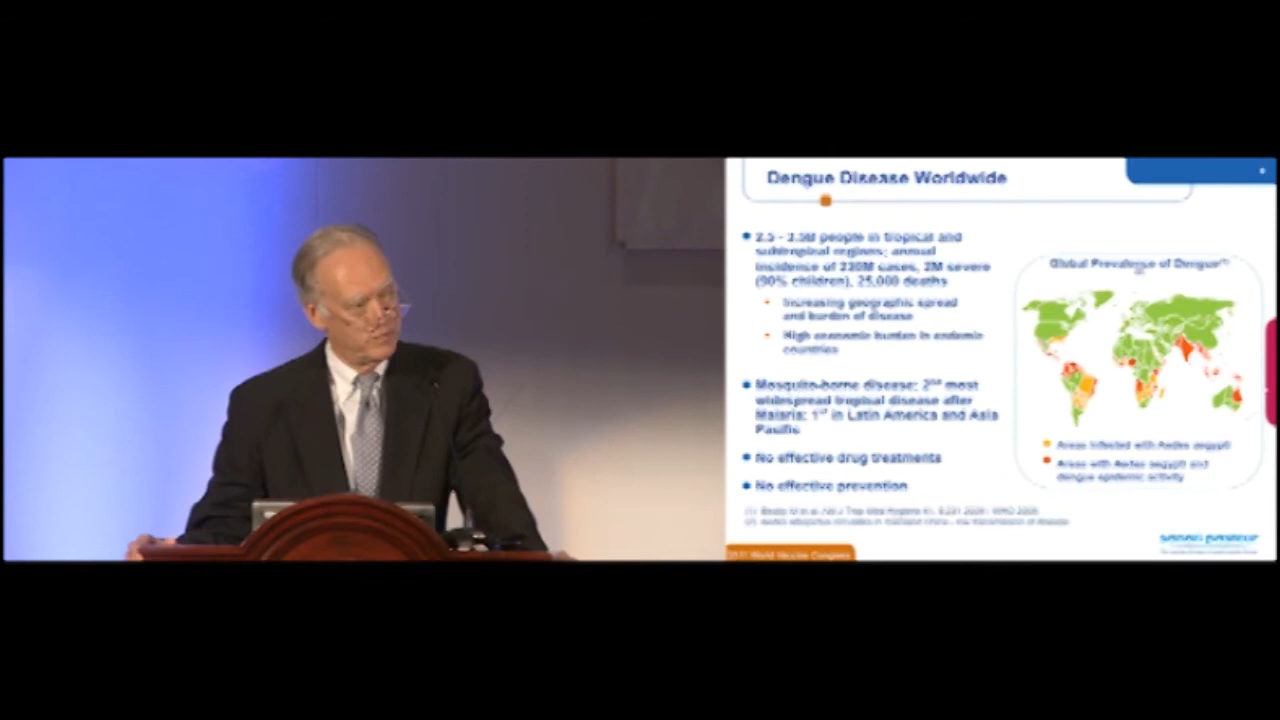 Dengue Disease Worldwide
2.5 - 3.5B people in tropical and
subtropical regions; annual
incidence of 230M cases, 2M severe
(90% children), 25,000 deaths
Increasing geographic spread
and burden of disease
High economic burden in endemic
countries
Mosquito-borne disease: 2nd most
widespread tropical disease after
Malaria; 1st in Latin America and Asia
Pacific
No effective drug treatments
No effective prevention
Global Prevalence of Dengue
Areas infected with Aedes aegypti
Areas with Aedes aegypti and
dengue epidemic activity
sanofi pasteur
2011 World Vaccine Congress